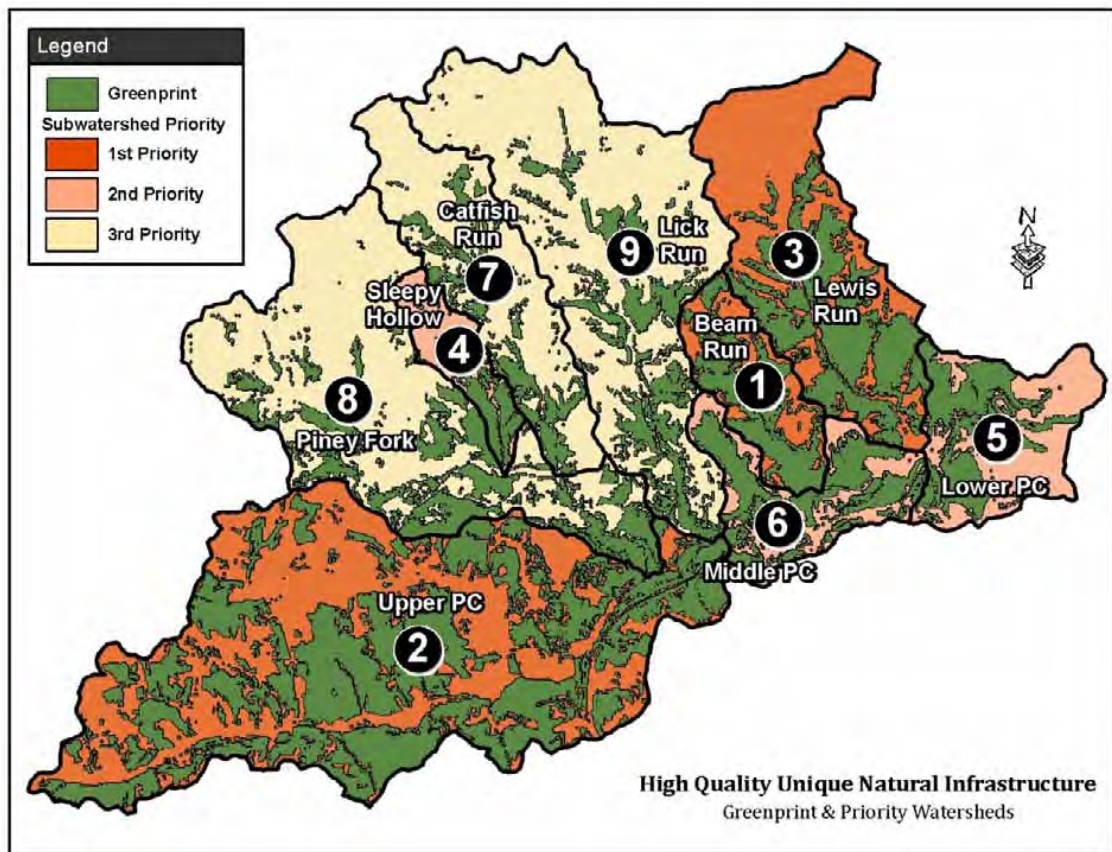 Legend
Greenprint
Subwatershed Priority
1st Priority
2nd Priority
3rd Priority
N
Catfish
Run
7
9
Lick
Run
3
Lewis
Run
Sleepy
Hollow
4
Beam
Run
1
8
Piney Fork
5
Lower PC
6
Middle PC
Upper PC
2
High Quality Unique Natural Infrastructure
Greenprint & Priority Watersheds